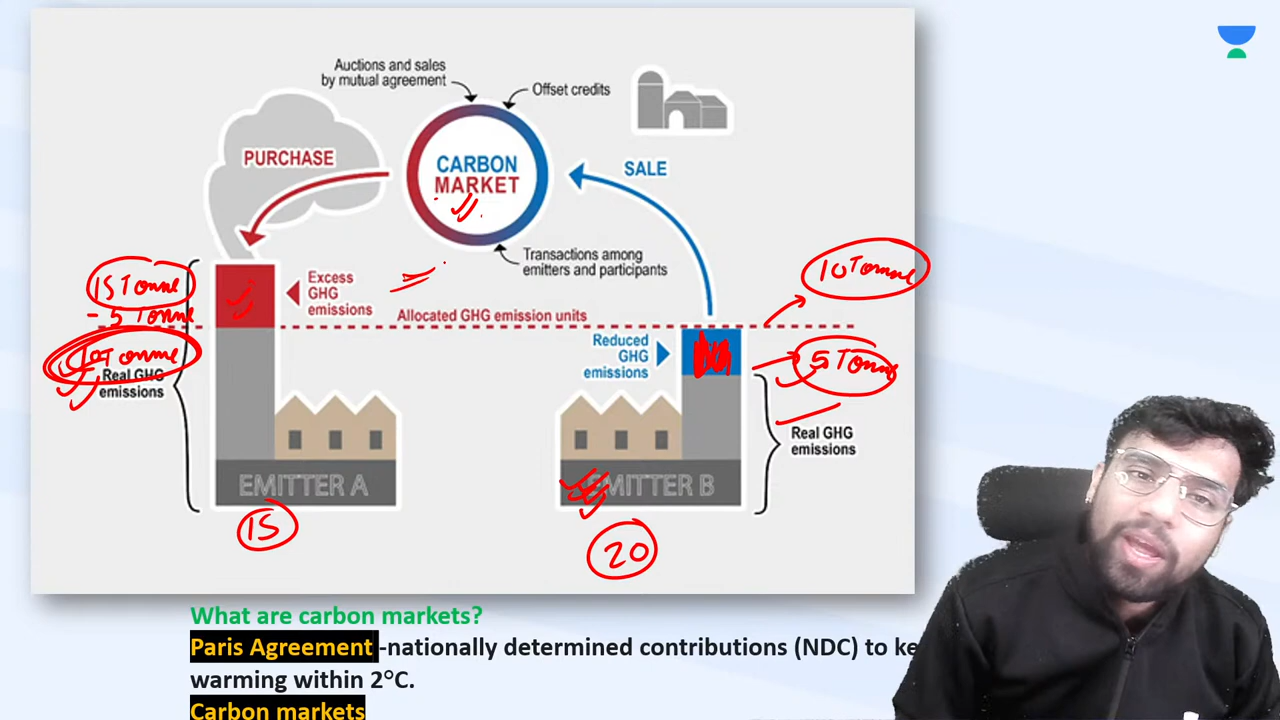 Auctions and sales
by mutual agreement
Offset credits
PURCHASE
CARBON
MARKET
SALE
Transactions among
emitters and participants
10 Tonne
15 Tonne
- 5 Tonne
10 Tonne
Excess
GHG
emissions
Allocated GHG emission units
Reduced
GHG
emissions
5 Tonne
Real GHG
emissions
Real GHG
emissions
EMITTER A
EMITTER B
15
20
What are carbon markets?
Paris Agreement -nationally determined contributions (NDC) to ke
warming within 2°C.
Carbon markets